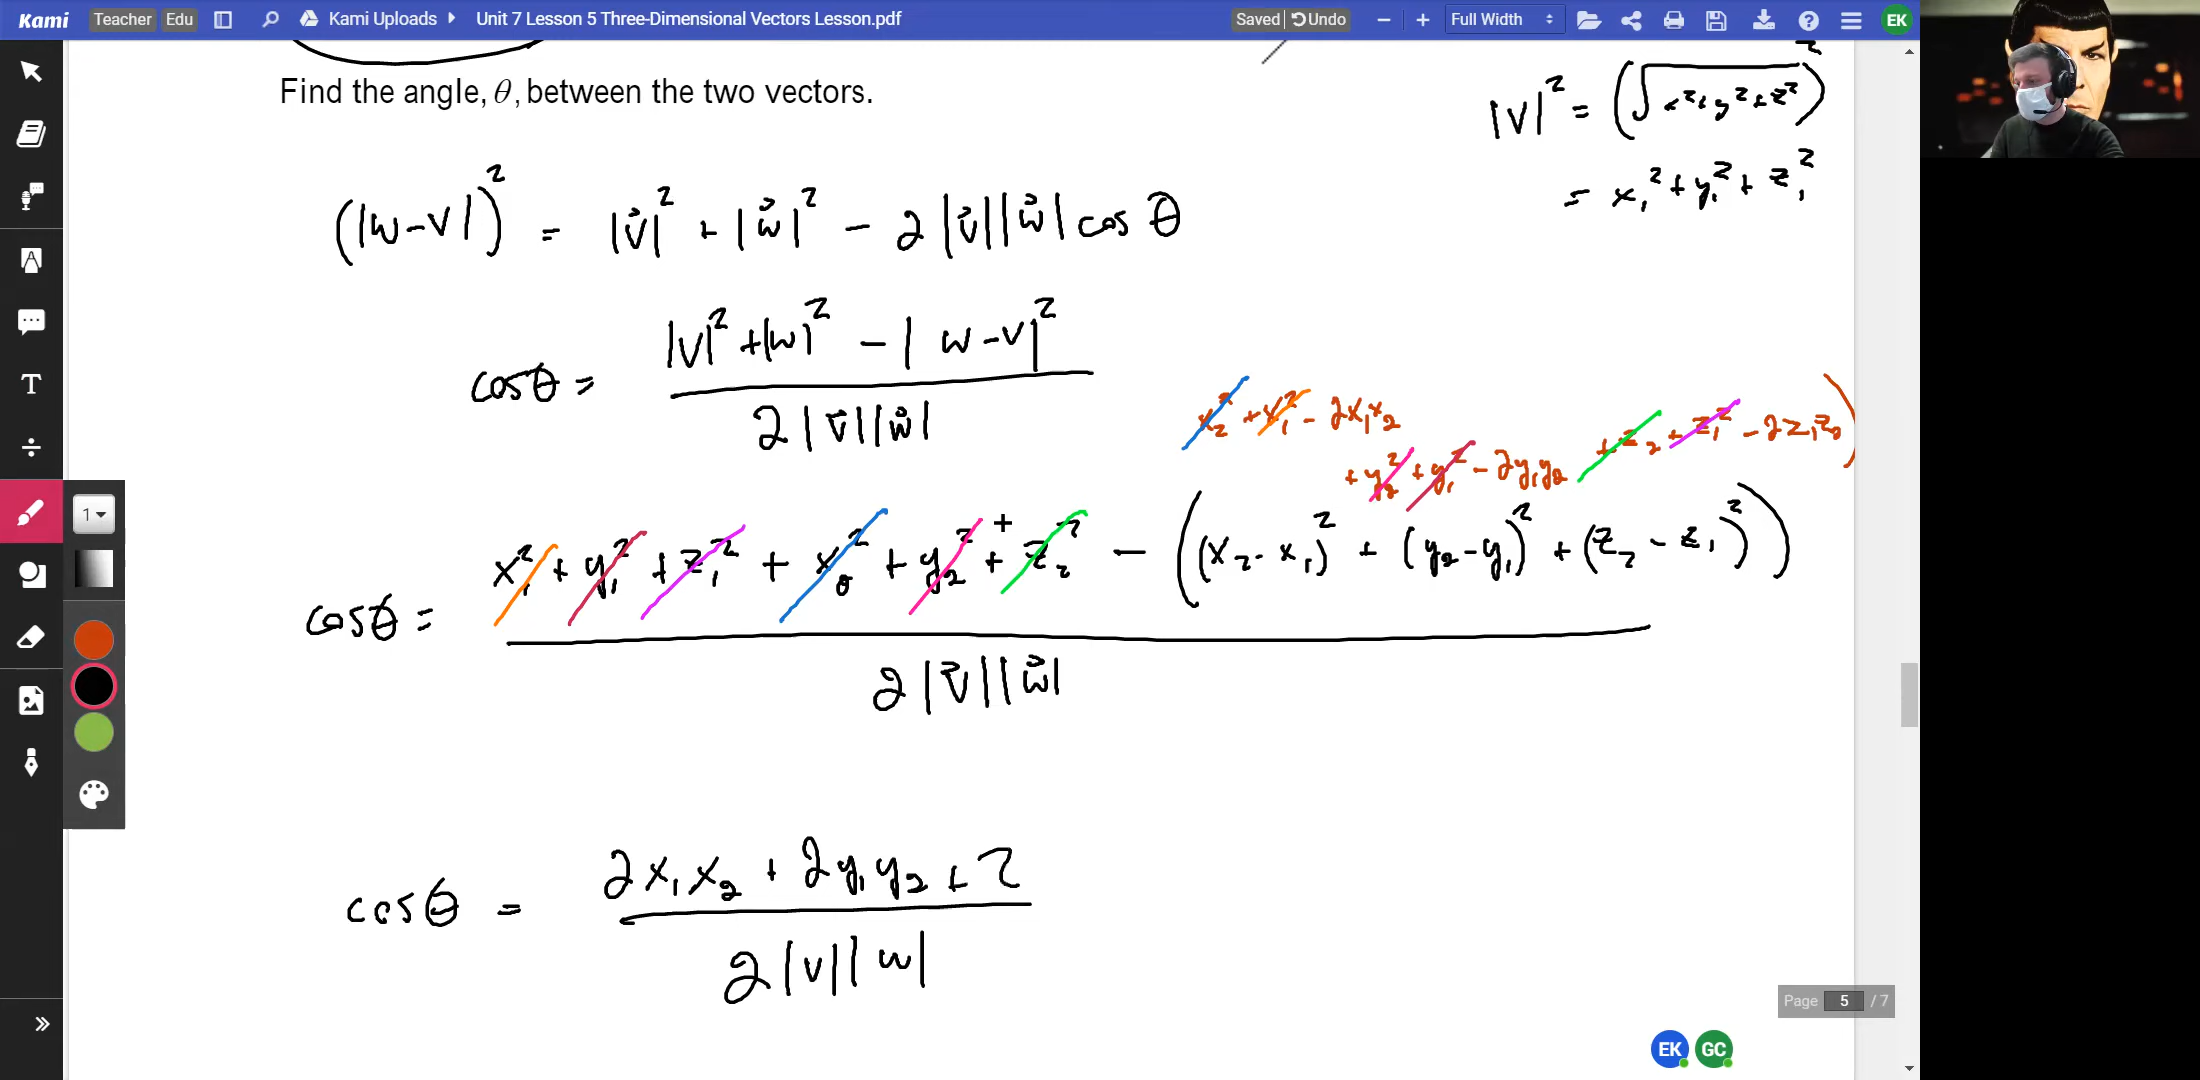 Kami Teacher Edu Kami Uploads Unit 7 Lesson 5 Three-Dimensional Vectors Lesson.pdf Saved Undo − + Full Width EK
Find the angle, θ, between the two vectors.
|v|² = (√x²+y²+z²)²
= x₁² + y₁² + z₁²
(|w-v|)² = |v⃗|² + |w⃗|² − 2|v⃗||w⃗| cos θ
cosθ = |v|² + |w|² − |w-v|²
2|v⃗||w⃗|
x₂² + x₁² − 2x₁x₂
+ y₂² + y₁² − 2y₁y₂
+ z₂ + z₁² − 2z₁z₂)
cosθ = x₁² + y₁² + z₁² + x₂² + y₂² + + z₂² − ((x₂ - x₁)² + (y₂ - y₁)² + (z₂ - z₁)²)
2|v⃗||w⃗|
cosθ = 2x₁x₂ + 2y₁y₂ + 2
2|v||w|
T
1
Page 5 / 7
EK GC